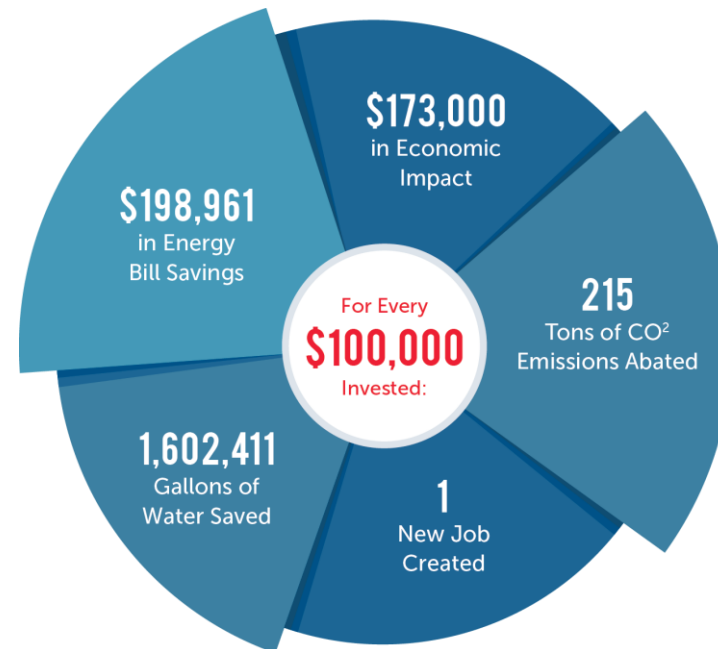 $173,000
in Economic
Impact
$198,961
in Energy
Bill Savings
For Every
$100,000
Invested:
215
Tons of CO²
Emissions Abated
1,602,411
Gallons of
Water Saved
1
New Job
Created